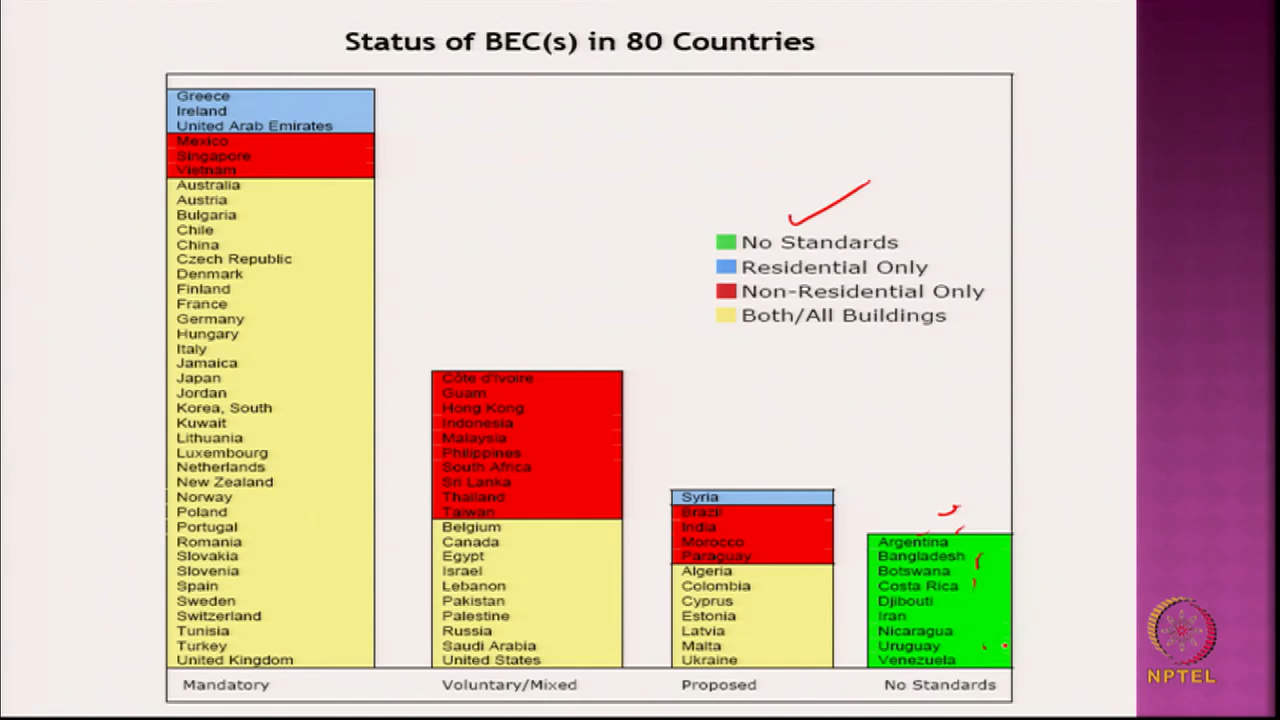 Status of BEC(s) in 80 Countries
Greece
Ireland
United Arab Emirates
Mexico
Singapore
Vietnam
Australia
Austria
Bulgaria
Chile
China
Czech Republic
Denmark
Finland
France
Germany
Hungary
Italy
Jamaica
Japan
Jordan
Korea, South
Kuwait
Lithuania
Luxembourg
Netherlands
New Zealand
Norway
Poland
Portugal
Romania
Slovakia
Slovenia
Spain
Sweden
Switzerland
Tunisia
Turkey
United Kingdom
Mandatory
Côte d'Ivoire
Guam
Hong Kong
Indonesia
Malaysia
Philippines
South Africa
Sri Lanka
Thailand
Taiwan
Belgium
Canada
Egypt
Israel
Lebanon
Pakistan
Palestine
Russia
Saudi Arabia
United States
Voluntary/Mixed
Syria
Brazil
India
Morocco
Paraguay
Algeria
Colombia
Cyprus
Estonia
Latvia
Malta
Ukraine
Proposed
Argentina
Bangladesh
Botswana
Costa Rica
Djibouti
Iran
Nicaragua
Uruguay
Venezuela
No Standards
No Standards
Residential Only
Non-Residential Only
Both/All Buildings
NPTEL